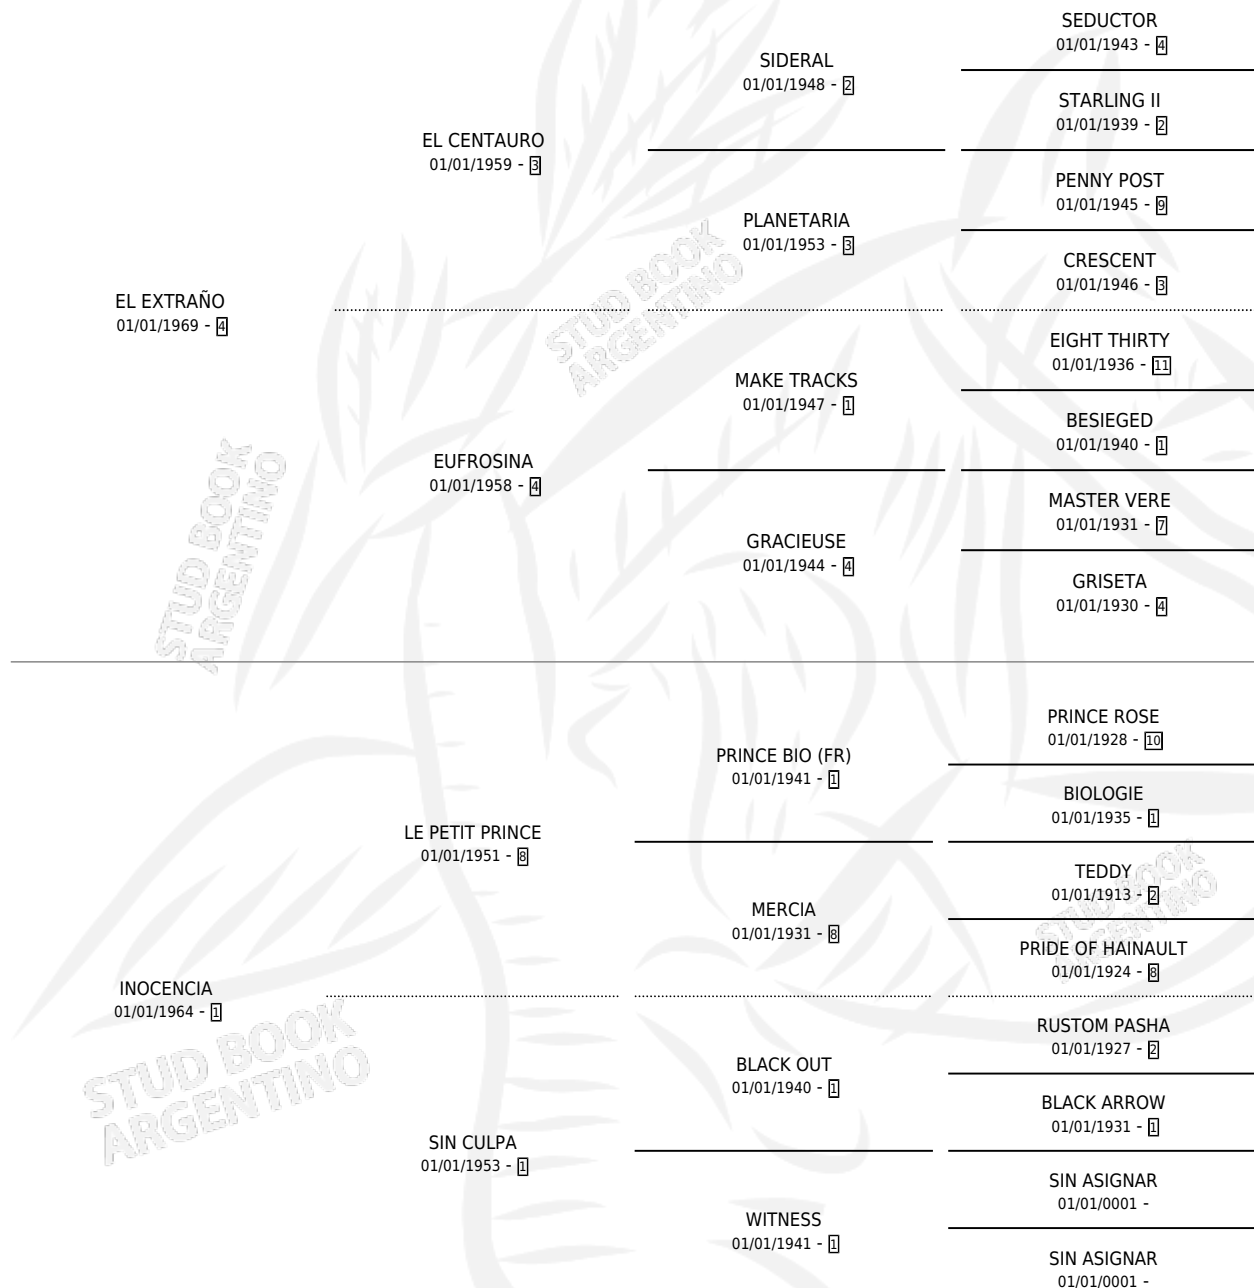 SEDUCTOR
01/01/1943 - 4
SIDERAL
01/01/1948 - 2
STARLING II
01/01/1939 - 2
EL CENTAURO
01/01/1959 - 3
PENNY POST
01/01/1945 - 9
PLANETARIA
01/01/1953 - 3
CRESCENT
01/01/1946 - 3
EL EXTRAÑO
01/01/1969 - 4
EIGHT THIRTY
01/01/1936 - 11
MAKE TRACKS
01/01/1947 - 1
BESIEGED
01/01/1940 - 1
EUFROSINA
01/01/1958 - 4
MASTER VERE
01/01/1931 - 7
GRACIEUSE
01/01/1944 - 4
GRISETA
01/01/1930 - 4
STUD BOOK
ARGENTINO
STUD BOOK
ARGENTINO
PRINCE ROSE
01/01/1928 - 10
PRINCE BIO (FR)
01/01/1941 - 1
BIOLOGIE
01/01/1935 - 1
LE PETIT PRINCE
01/01/1951 - 8
TEDDY
01/01/1913 - 2
MERCIA
01/01/1931 - 8
PRIDE OF HAINAULT
01/01/1924 - 8
INOCENCIA
01/01/1964 - 1
RUSTOM PASHA
01/01/1927 - 2
BLACK OUT
01/01/1940 - 1
BLACK ARROW
01/01/1931 - 1
SIN CULPA
01/01/1953 - 1
SIN ASIGNAR
01/01/0001 -
WITNESS
01/01/1941 - 1
SIN ASIGNAR
01/01/0001 -
STUD BOOK
ARGENTINO
STUD BOOK
ARGENTINO